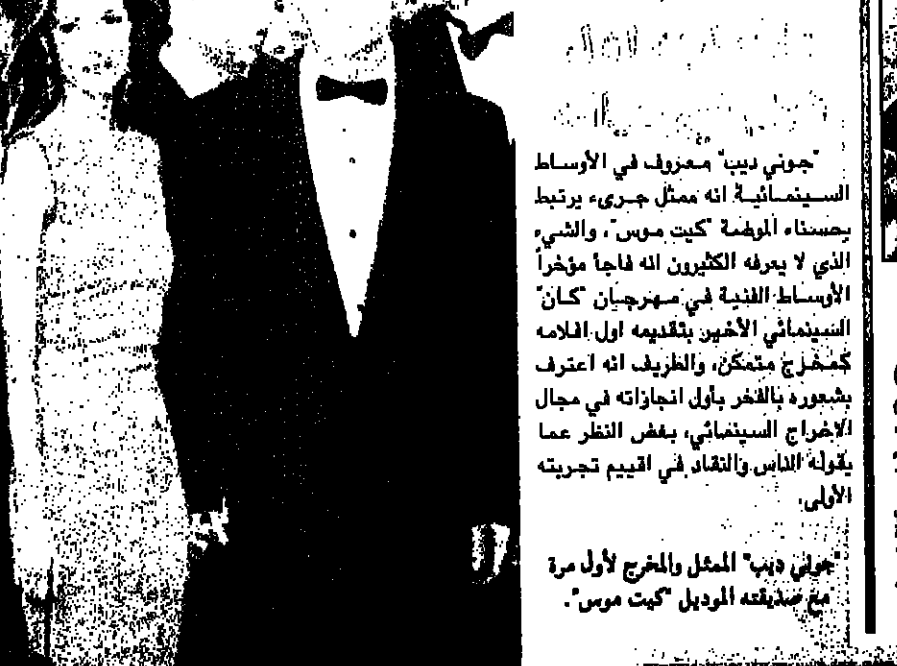 "جوني ديب" معروف في الأوساط
السينمائية انه ممثل جريء يرتبط
بحسناء الموضة "كيت موس"، والشيء
الذي لا يعرفه الكثيرون انه فاجأ مؤخراً
الأوساط الفنية في مهرجان "كان"
السينمائي الأخير بتقديمه اول افلامه
كمخرج متمكن، والظريف انه اعترف
بشعوره بالفخر بأول انجازاته في مجال
الاخراج السينمائي، بغض النظر عما
يقوله الناس والنقاد في اقييم تجربته
الأولى.
"جوني ديب" الممثل والمخرج لأول مرة
مع صديقته الموديل "كيت موس".